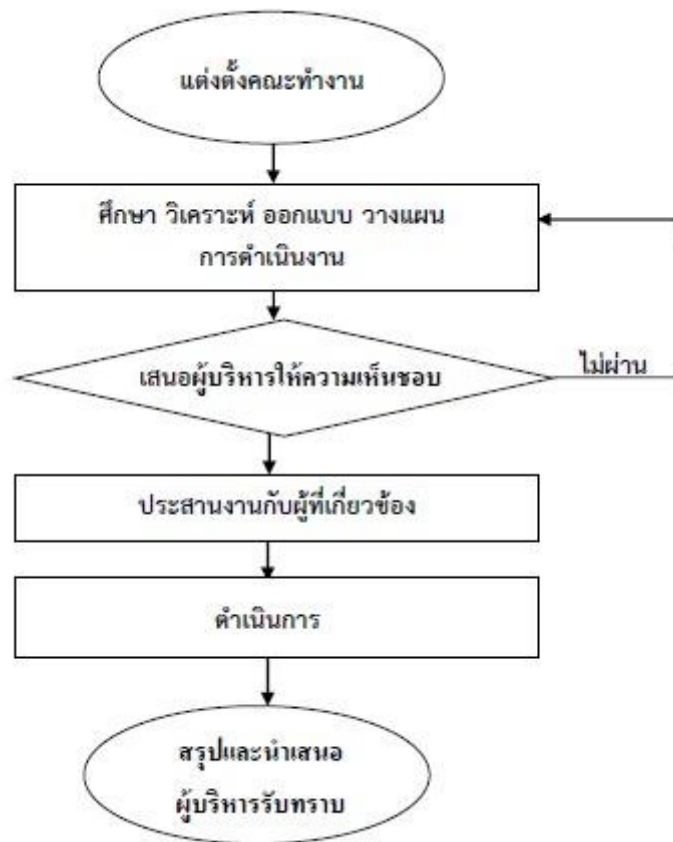 แต่งตั้งคณะทำงาน
ศึกษา วิเคราะห์ ออกแบบ วางแผน
การดำเนินงาน
เสนอผู้บริหารให้ความเห็นชอบ
ไม่ผ่าน
ประสานงานกับผู้ที่เกี่ยวข้อง
ดำเนินการ
สรุปและนำเสนอ
ผู้บริหารรับทราบ